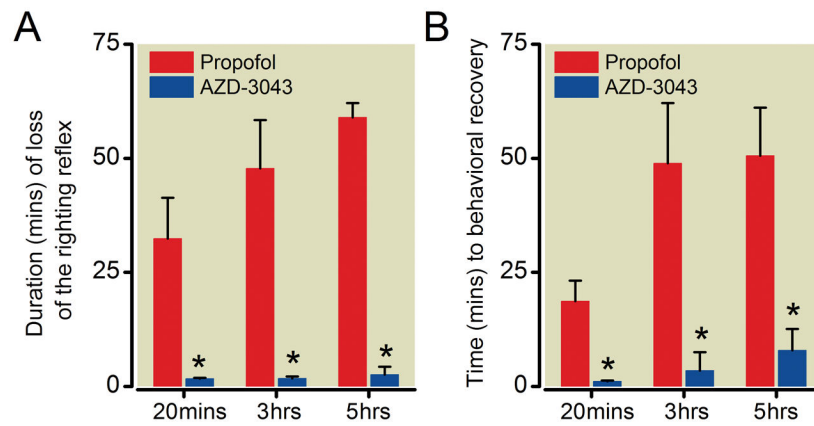 A
Duration (mins) of loss
of the righting reflex
75
50
25
0
Propofol
AZD-3043
*
*
*
20mins
3hrs
5hrs
B
Time (mins) to behavioral recovery
75
50
25
0
Propofol
AZD-3043
*
*
*
20mins
3hrs
5hrs